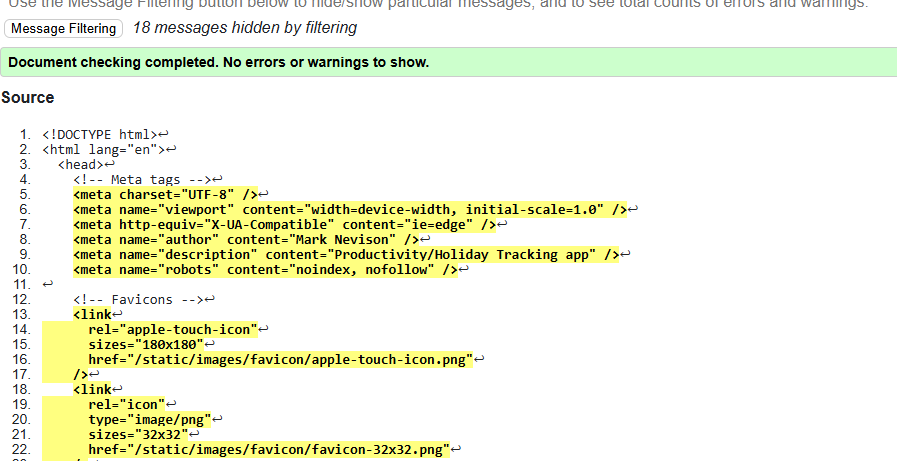 Use the Message Filtering button below to hide/show particular messages, and to see total counts of errors and warnings.
Message Filtering 18 messages hidden by filtering
Document checking completed. No errors or warnings to show.
Source
1. <!DOCTYPE html>↩
2. <html lang="en">↩
3. <head>↩
4. <!-- Meta tags -->↩
5. <meta charset="UTF-8" />↩
6. <meta name="viewport" content="width=device-width, initial-scale=1.0" />↩
7. <meta http-equiv="X-UA-Compatible" content="ie=edge" />↩
8. <meta name="author" content="Mark Nevison" />↩
9. <meta name="description" content="Productivity/Holiday Tracking app" />↩
10. <meta name="robots" content="noindex, nofollow" />↩
11. ↩
12. <!-- Favicons -->↩
13. <link↩
14. rel="apple-touch-icon"↩
15. sizes="180x180"↩
16. href="/static/images/favicon/apple-touch-icon.png"↩
17. />↩
18. <link↩
19. rel="icon"↩
20. type="image/png"↩
21. sizes="32x32"↩
22. href="/static/images/favicon/favicon-32x32.png"↩